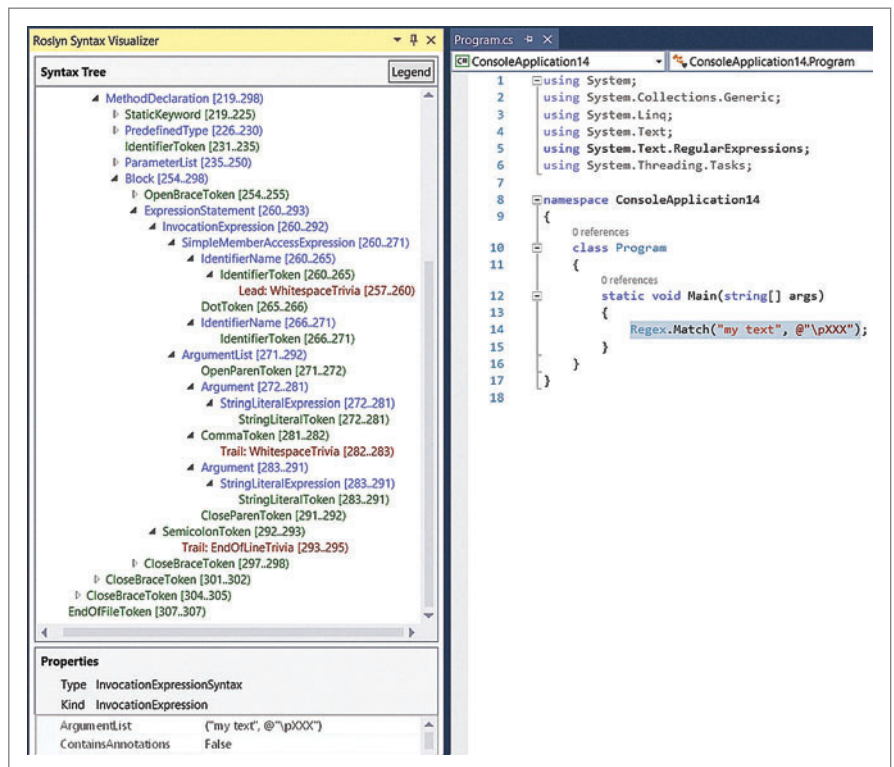 Roslyn Syntax Visualizer
Syntax Tree
Legend
MethodDeclaration [219..298)
StaticKeyword [219..225)
PredefinedType [226..230)
IdentifierToken [231..235)
ParameterList [235..250)
Block [254..298)
OpenBraceToken [254..255)
ExpressionStatement [260..293)
InvocationExpression [260..292)
SimpleMemberAccessExpression [260..271)
IdentifierName [260..265)
IdentifierToken [260..265)
Lead: WhitespaceTrivia [257..260)
DotToken [265..266)
IdentifierName [266..271)
IdentifierToken [266..271)
ArgumentList [271..292)
OpenParenToken [271..272)
Argument [272..281)
StringLiteralExpression [272..281)
StringLiteralToken [272..281)
CommaToken [281..282)
Trail: WhitespaceTrivia [282..283)
Argument [283..291)
StringLiteralExpression [283..291)
StringLiteralToken [283..291)
CloseParenToken [291..292)
SemicolonToken [292..293)
Trail: EndOfLineTrivia [293..295)
CloseBraceToken [297..298)
CloseBraceToken [301..302)
CloseBraceToken [304..305)
EndOfFileToken [307..307)
Properties
Type InvocationExpressionSyntax
Kind InvocationExpression
ArgumentList ("my text", @"\pXXX")
ContainsAnnotations False
Program.cs
C# ConsoleApplication14 ConsoleApplication14.Program
1 using System;
2 using System.Collections.Generic;
3 using System.Linq;
4 using System.Text;
5 using System.Text.RegularExpressions;
6 using System.Threading.Tasks;
7
8 namespace ConsoleApplication14
9 {
0 references
10 class Program
11 {
0 references
12 static void Main(string[] args)
13 {
14 Regex.Match("my text", @"\pXXX");
15 }
16 }
17 }
18